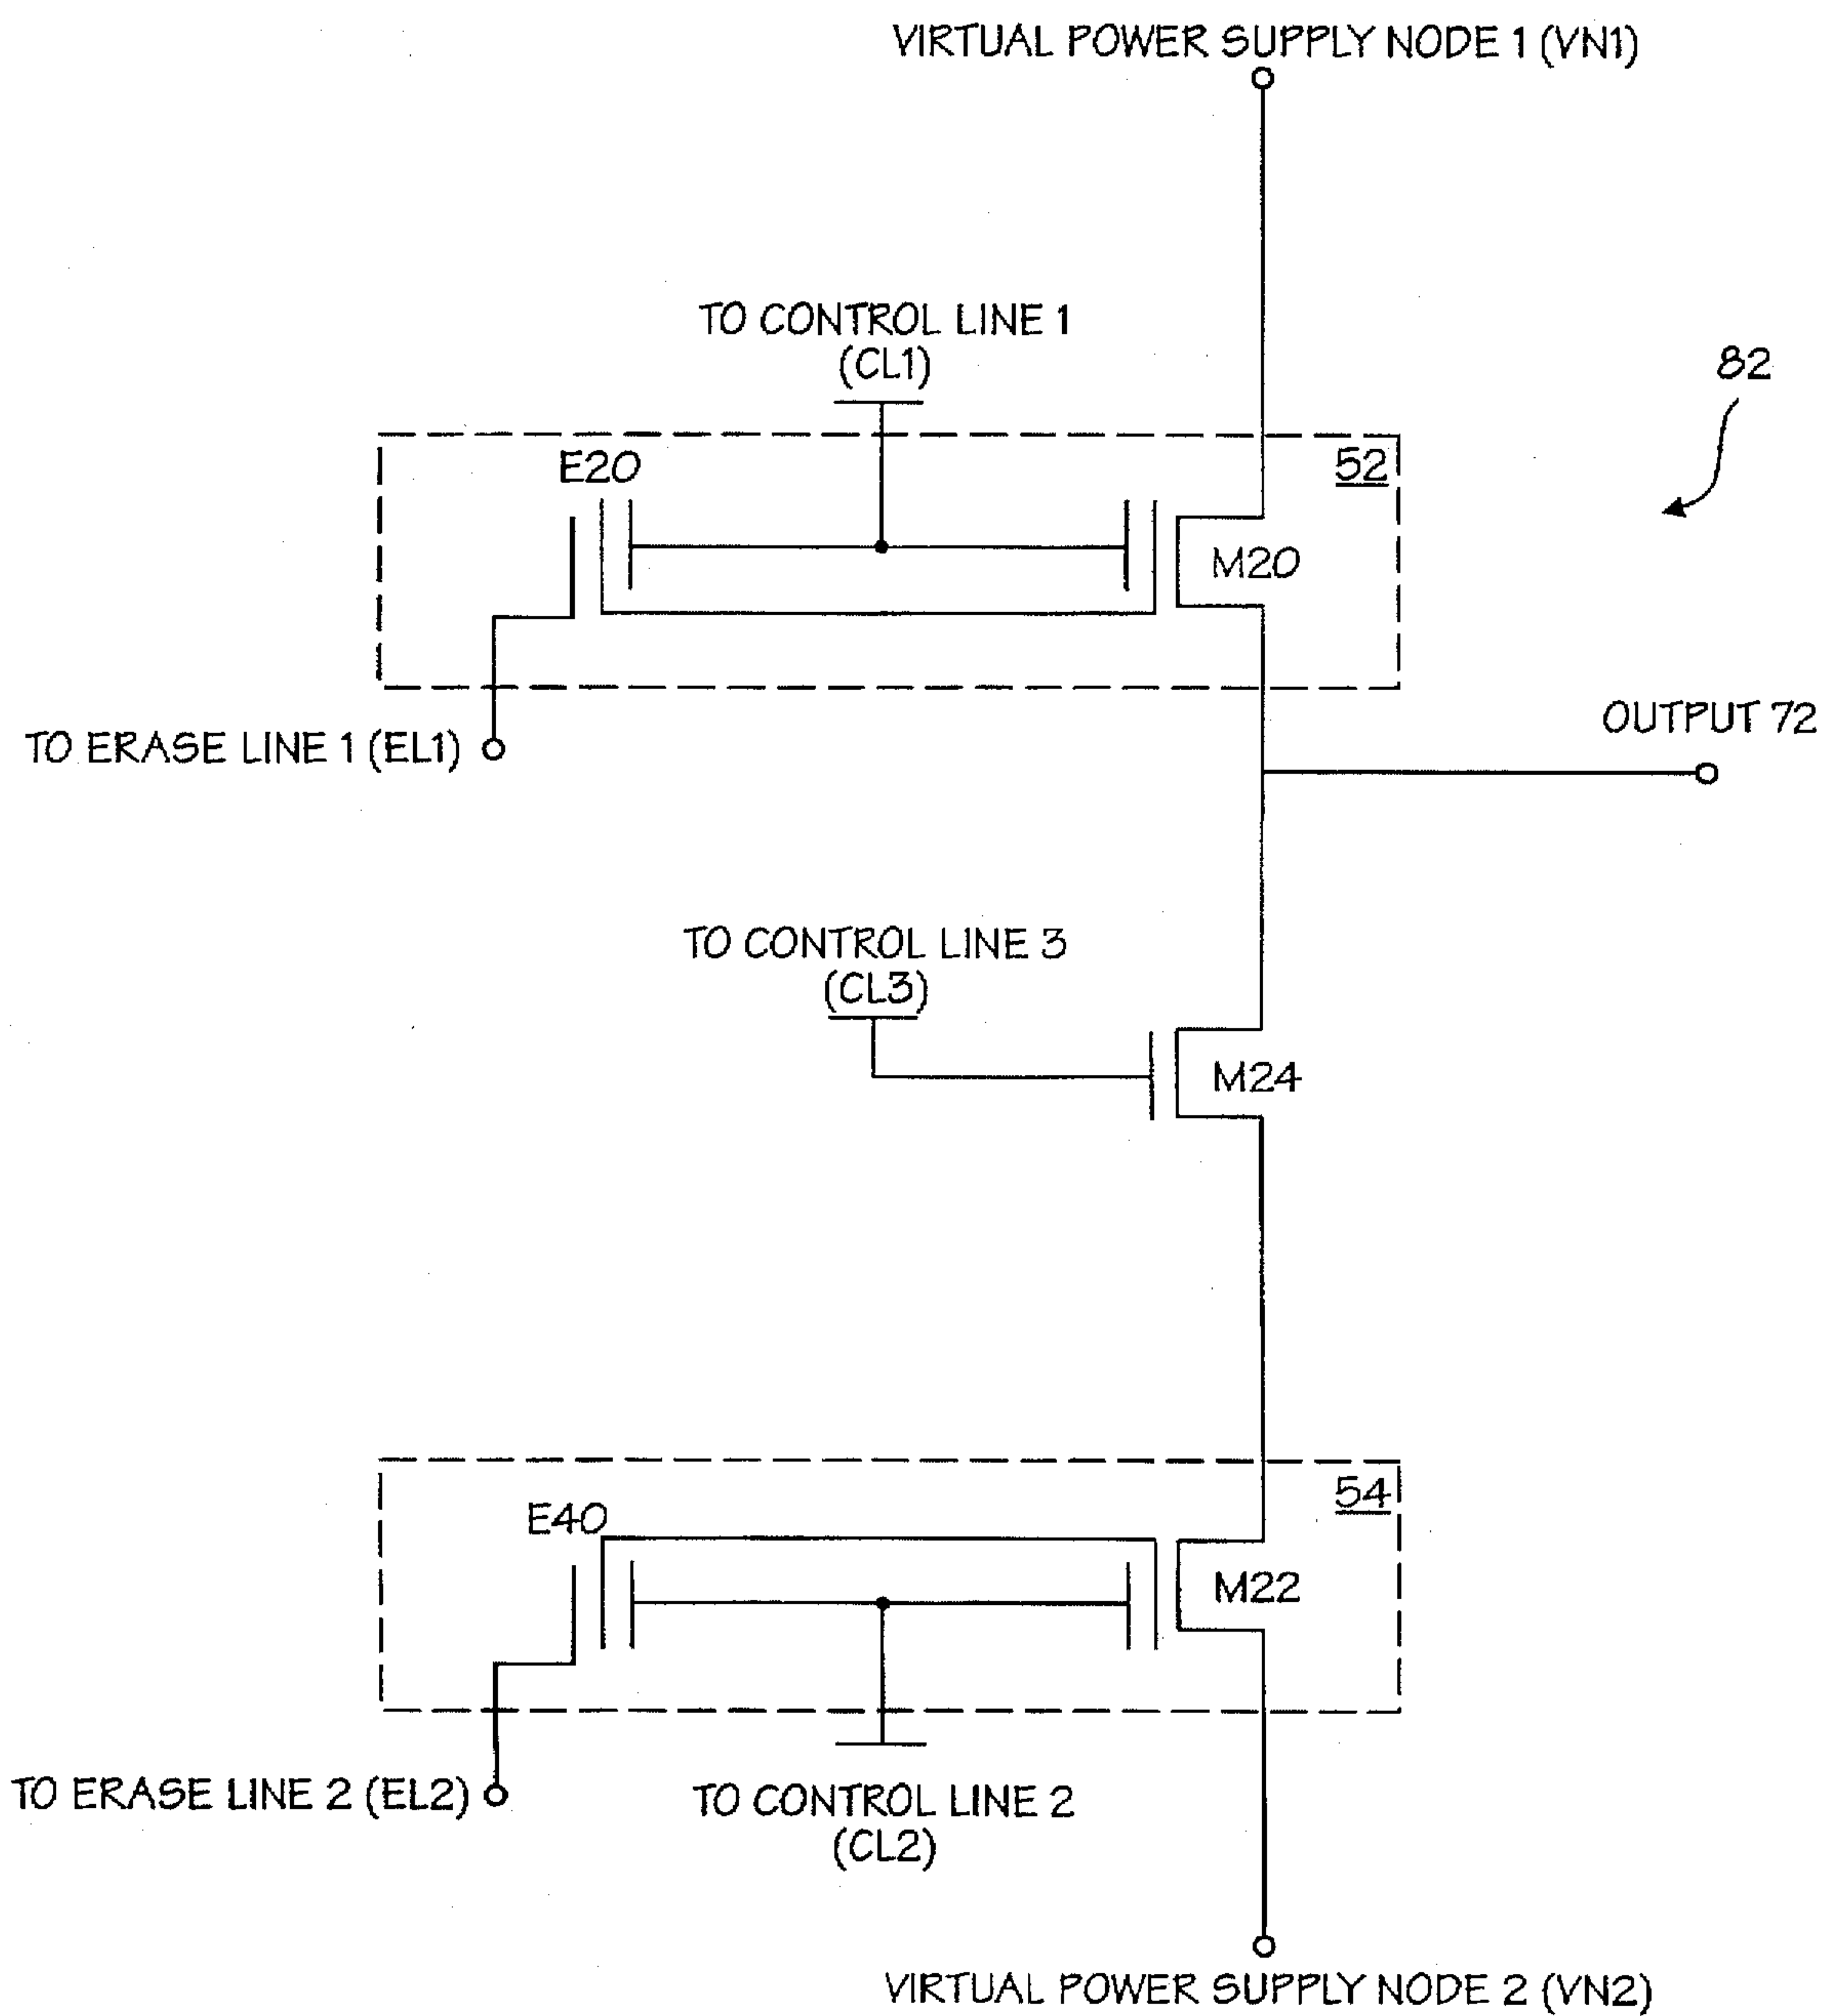 VIRTUAL POWER SUPPLY NODE 1 (VN1)
TO CONTROL LINE 1
(CL1)
82
E20
52
M20
TO ERASE LINE 1 (EL1)
OUTPUT 72
TO CONTROL LINE 3
(CL3)
M24
54
E40
M22
TO ERASE LINE 2 (EL2)
TO CONTROL LINE 2
(CL2)
VIRTUAL POWER SUPPLY NODE 2 (VN2)